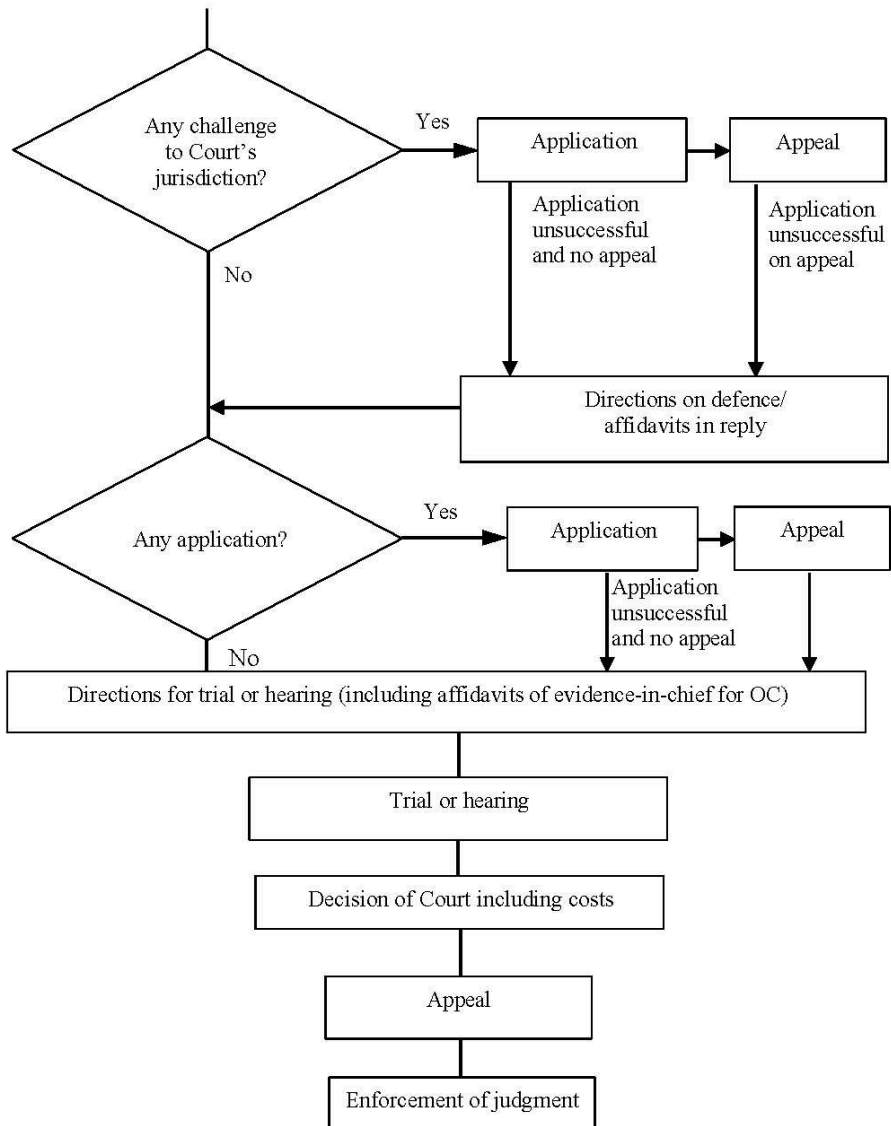 Any challenge
to Court's
jurisdiction?
Yes
Application
Appeal
Application
unsuccessful
and no appeal
Application
unsuccessful
on appeal
No
Directions on defence/
affidavits in reply
Any application?
Yes
Application
Appeal
Application
unsuccessful
and no appeal
No
Directions for trial or hearing (including affidavits of evidence-in-chief for OC)
Trial or hearing
Decision of Court including costs
Appeal
Enforcement of judgment